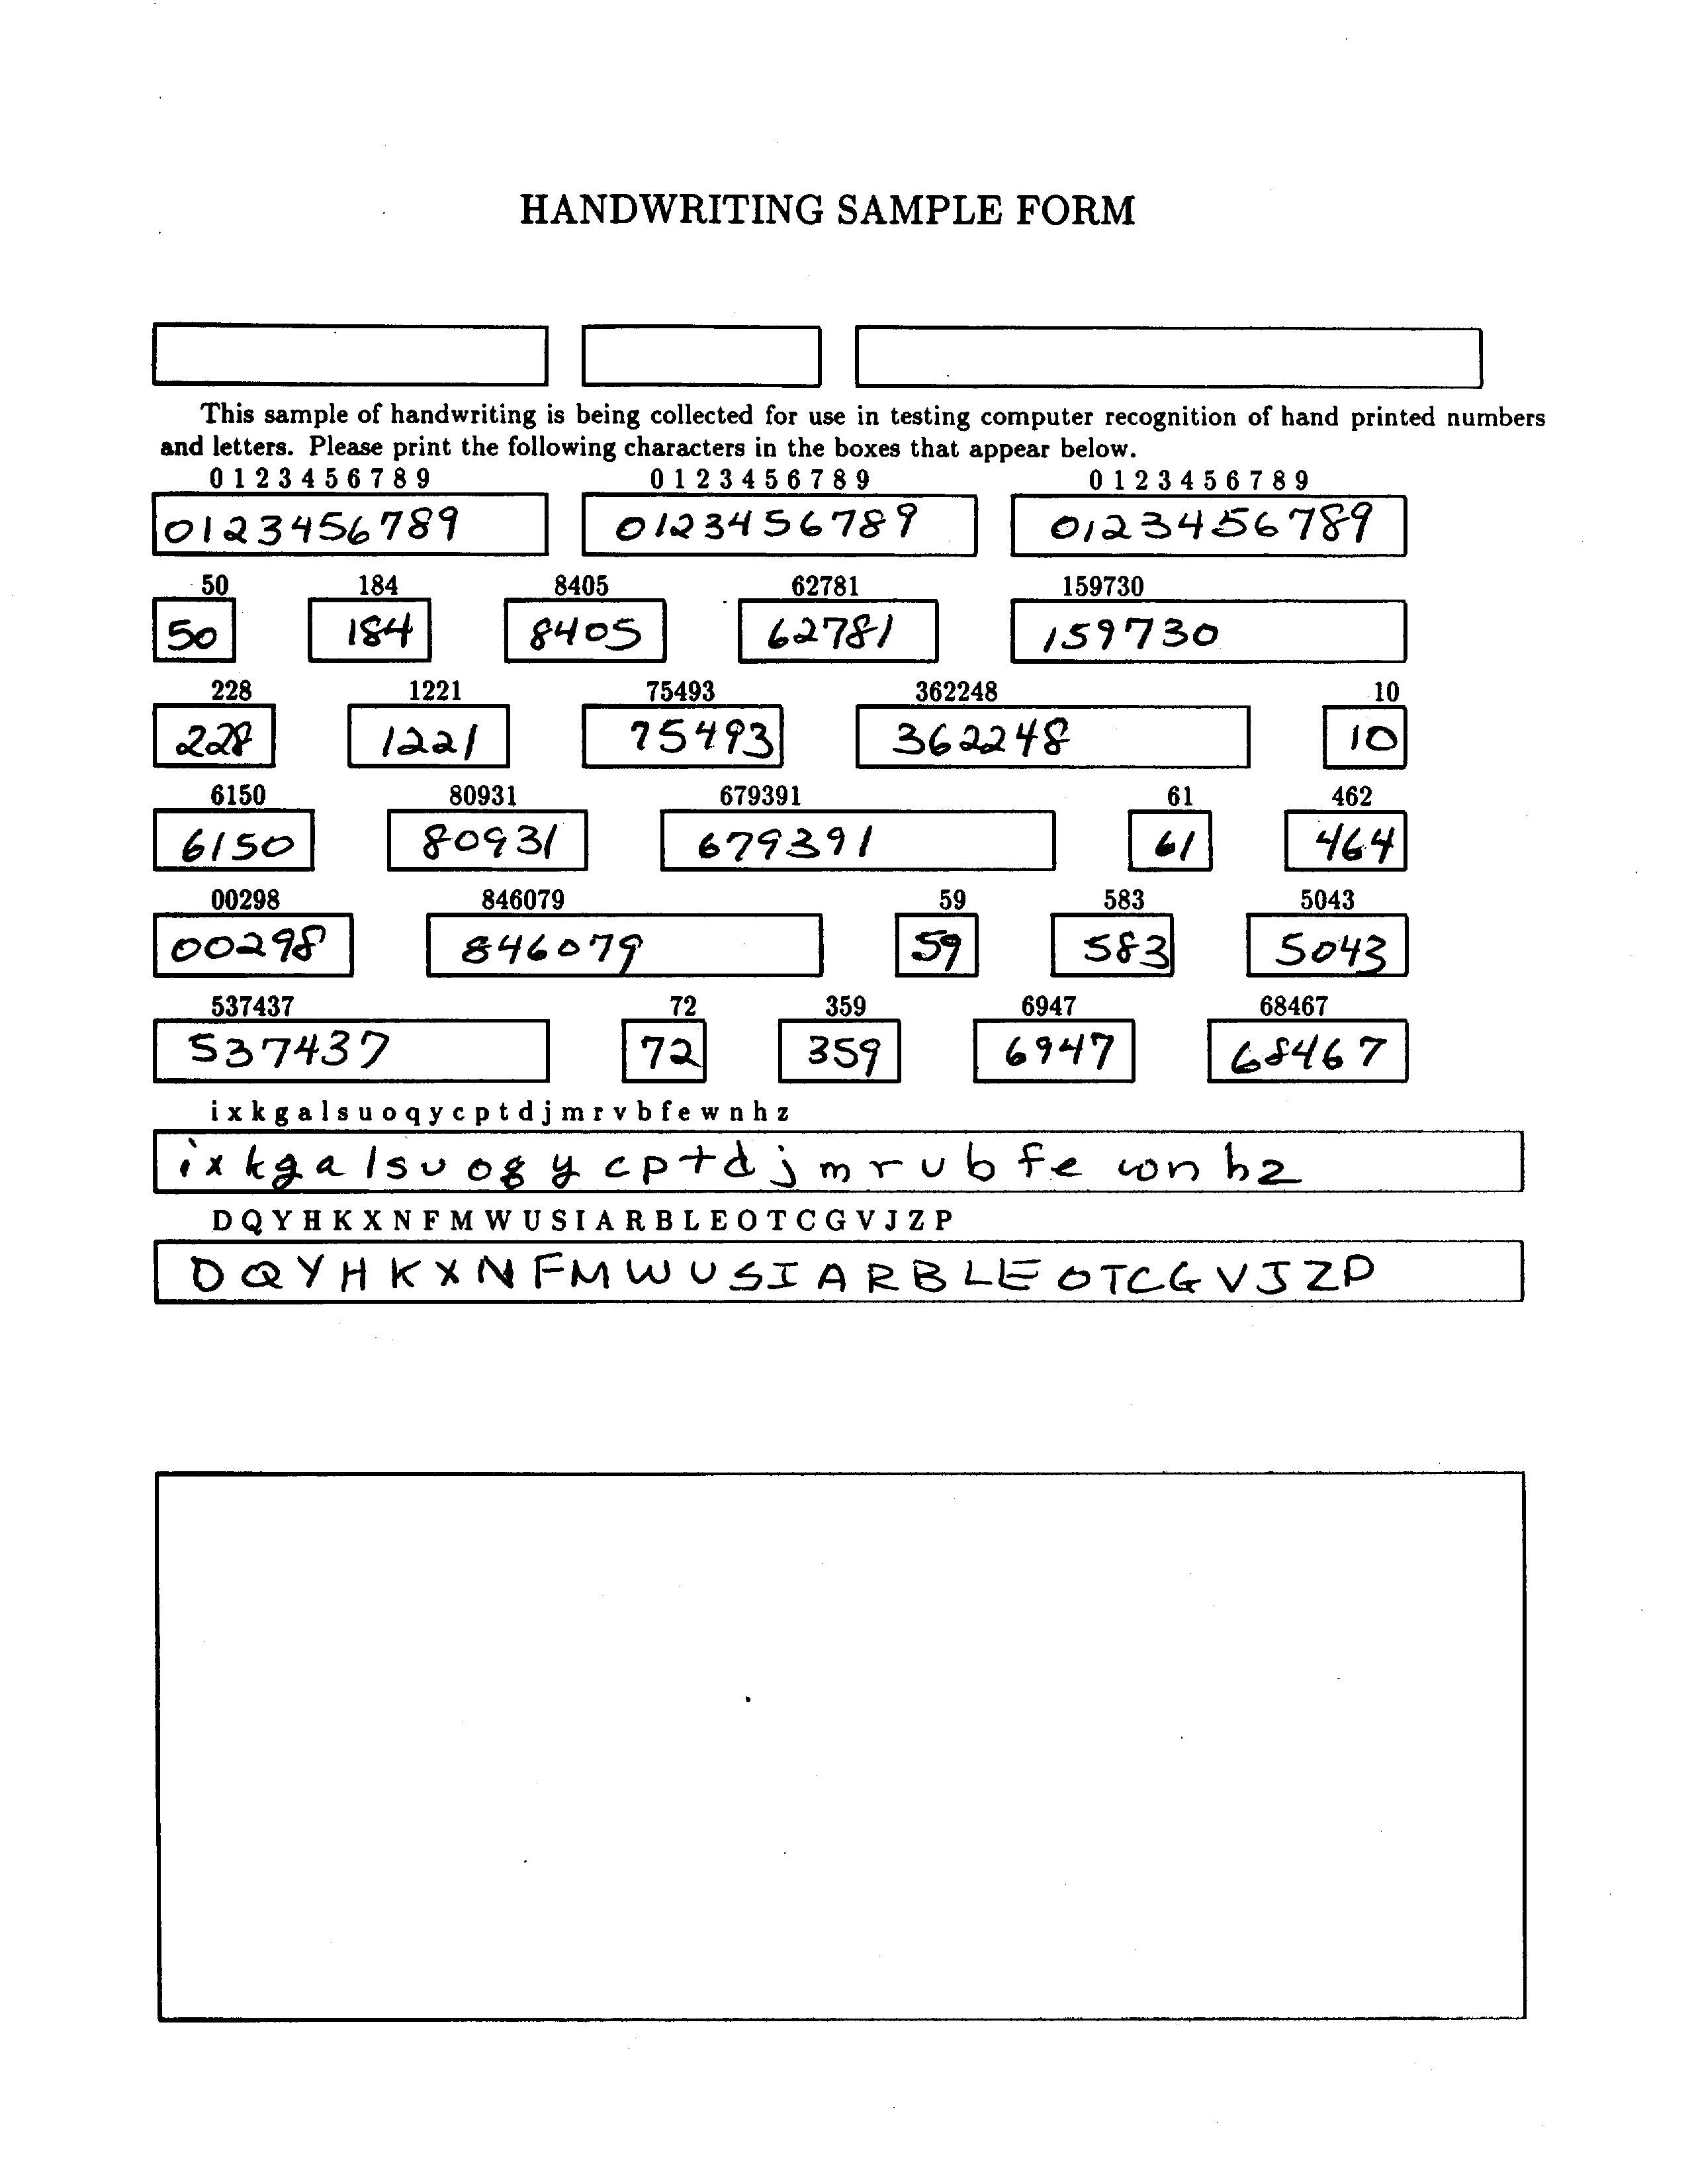 HANDWRITING SAMPLE FORM
This sample of handwriting is being collected for use in testing computer recognition of hand printed numbers
and letters. Please print the following characters in the boxes that appear below.
0 1 2 3 4 5 6 7 8 9 0 1 2 3 4 5 6 7 8 9 0 1 2 3 4 5 6 7 8 9
0123456789 0123456789 0123456789
50 184 8405 62781 159730
50 184 8405 62781 159730
228 1221 75493 362248 10
228 1221 75493 362248 10
6150 80931 679391 61 462
6150 80931 679391 61 464
00298 846079 59 583 5043
00298 846079 59 583 5043
537437 72 359 6947 68467
537437 72 359 6947 68467
i x k g a l s u o q y c p t d j m r v b f e w n h z
i x k g a l s u o g y c p t d j m r u b f e w n h z
D Q Y H K X N F M W U S I A R B L E O T C G V J Z P
D Q Y H K X N F M W U S I A R B L E O T C G V J Z P